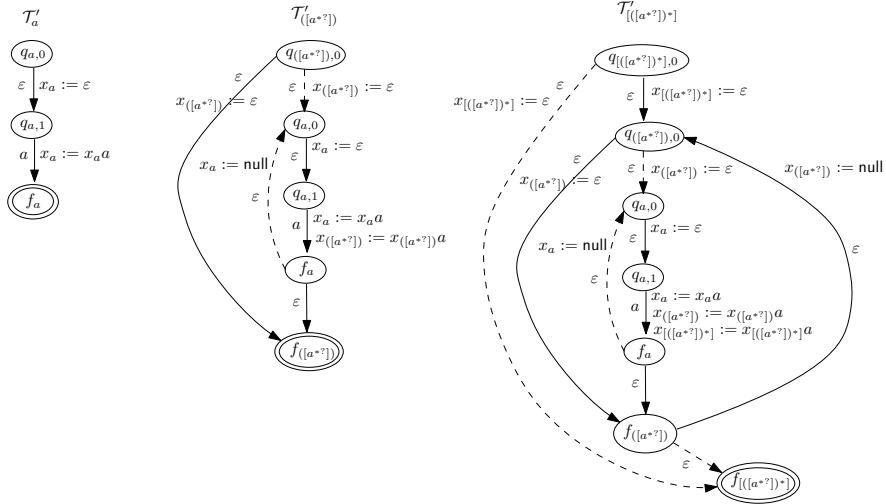 𝒯′_a
q_{a,0}
ε x_a := ε
q_{a,1}
a x_a := x_a a
f_a
𝒯′_{([a^{*?}])}
q_{([a^{*?}]),0}
ε
x_{([a^{*?}])} := ε
ε x_{([a^{*?}])} := ε
q_{a,0}
x_a := null
ε x_a := ε
ε
q_{a,1}
a x_a := x_a a
x_{([a^{*?}])} := x_{([a^{*?}])} a
f_a
ε
f_{([a^{*?}])}
𝒯′_{[([a^{*?}])^*]}
q_{[([a^{*?}])^*],0}
ε
x_{[([a^{*?}])^*]} := ε
ε x_{[([a^{*?}])^*]} := ε
q_{([a^{*?}]),0}
ε
x_{([a^{*?}])} := ε
ε x_{([a^{*?}])} := ε
x_{([a^{*?}])} := null
q_{a,0}
x_a := null
ε x_a := ε
ε
ε
q_{a,1}
a x_a := x_a a
x_{([a^{*?}])} := x_{([a^{*?}])} a
x_{[([a^{*?}])^*]} := x_{[([a^{*?}])^*]} a
f_a
ε
f_{([a^{*?}])}
ε
f_{[([a^{*?}])^*]}